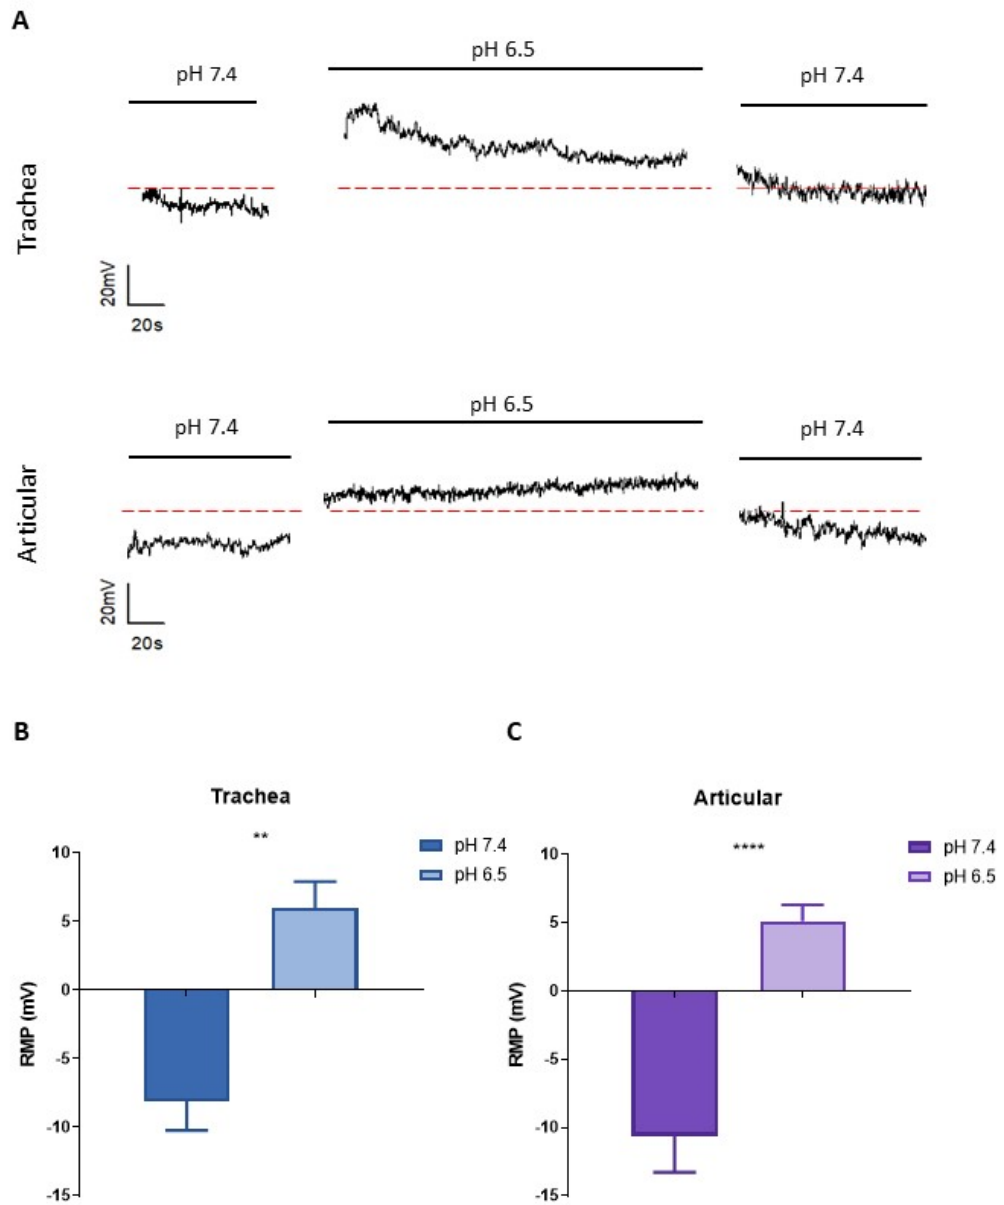 A
pH 6.5
pH 7.4
pH 7.4
Trachea
20mV
20s
pH 6.5
pH 7.4
pH 7.4
Articular
20mV
20s
B
C
Trachea
**
pH 7.4
pH 6.5
10
5
0
-5
-10
-15
RMP (mV)
Articular
****
pH 7.4
pH 6.5
10
5
0
-5
-10
-15
RMP (mV)